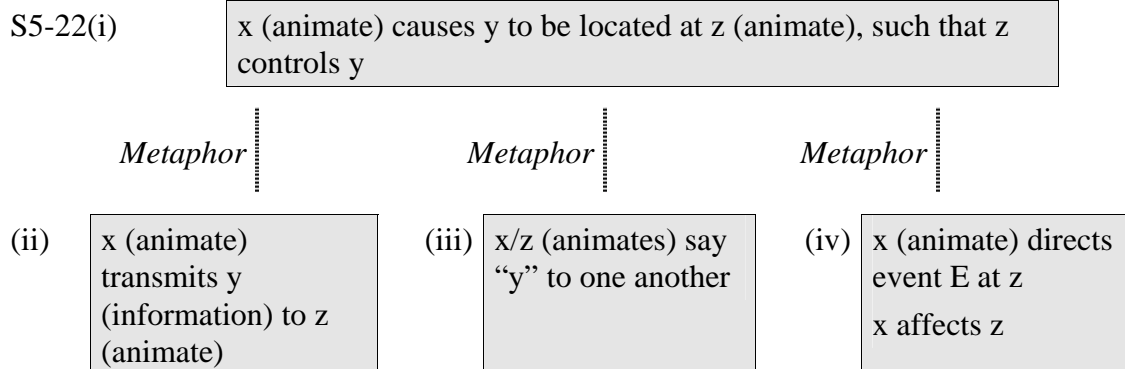 S5-22(i)
x (animate) causes y to be located at z (animate), such that z
controls y
Metaphor
Metaphor
Metaphor
(ii)
x (animate)
transmits y
(information) to z
(animate)
(iii)
x/z (animates) say
“y” to one another
(iv)
x (animate) directs
event E at z
x affects z